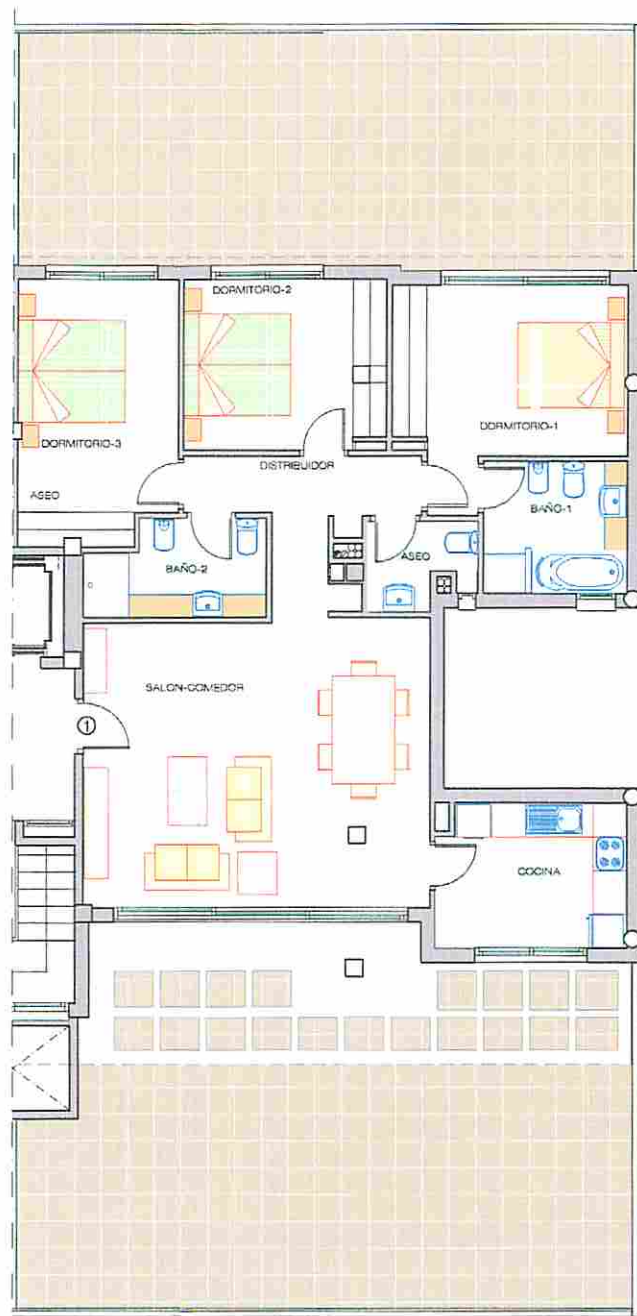 DORMITORIO-2
DORMITORIO-1
DORMITORIO-3
DISTRIBUIDOR
ASEO
BAÑO-1
ASEO
BAÑO-2
SALON-COMEDOR
1
COCINA